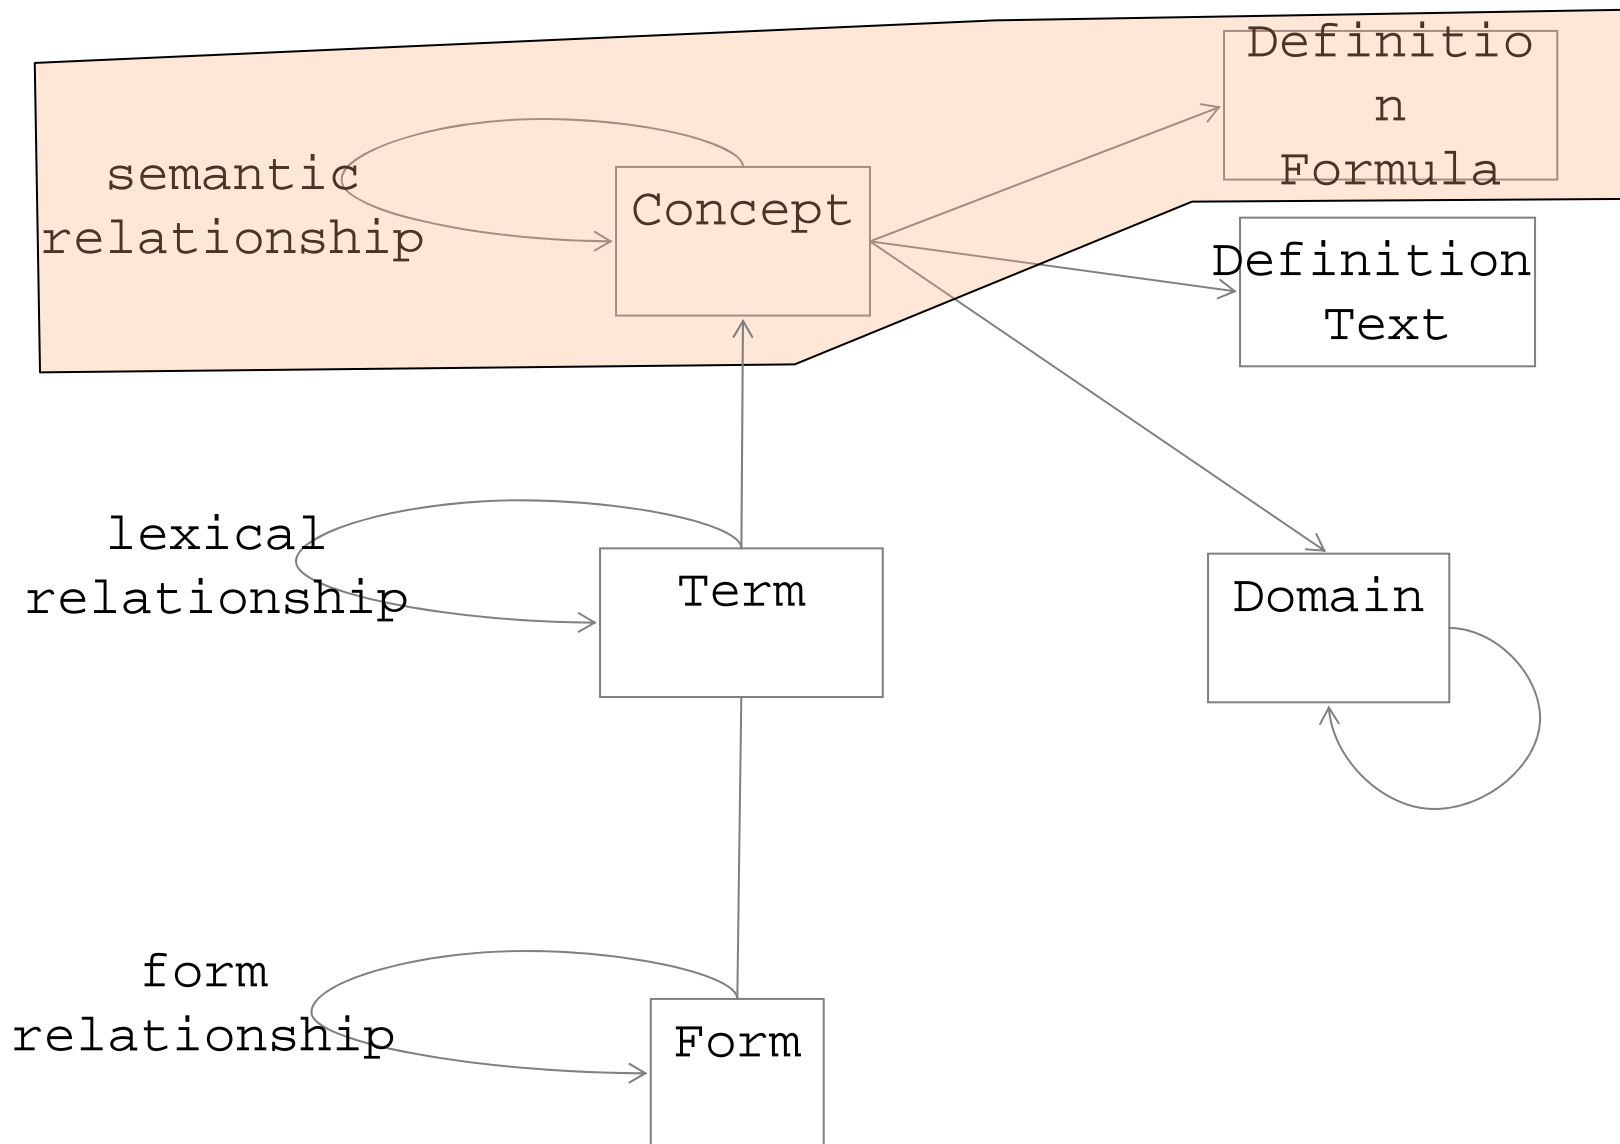 Definitio
n
Formula
semantic
relationship
Concept
Definition
Text
lexical
relationship
Term
Domain
form
relationship
Form